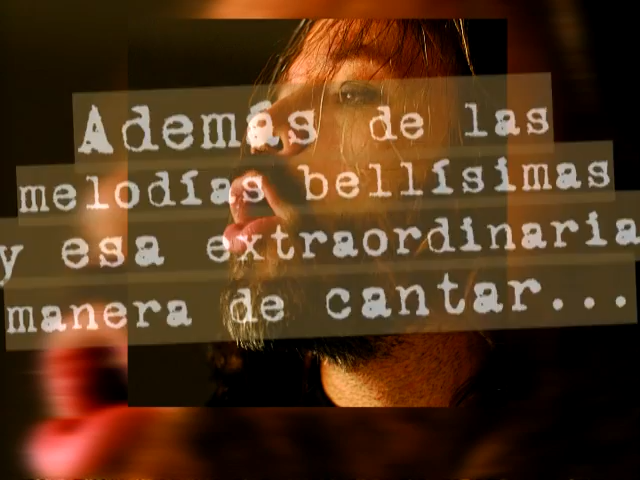 Además de las
melodías bellísimas
y esa extraordinaria
manera de cantar...